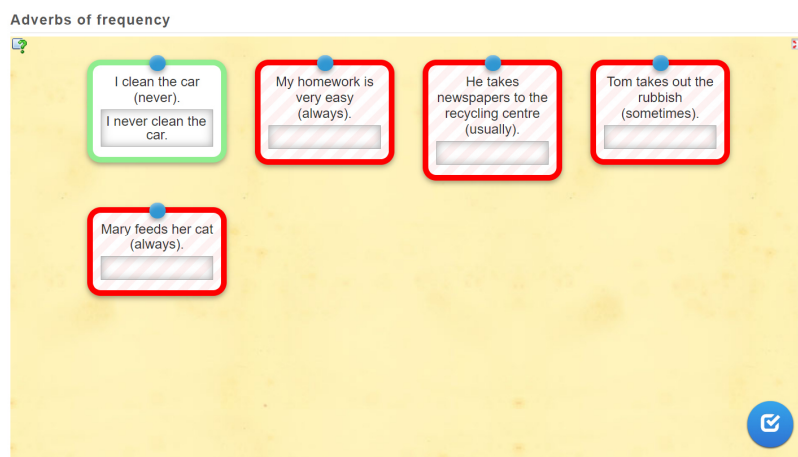 Adverbs of frequency
I clean the car
(never).
I never clean the
car.
My homework is
very easy
(always).
He takes
newspapers to the
recycling centre
(usually).
Tom takes out the
rubbish
(sometimes).
Mary feeds her cat
(always).